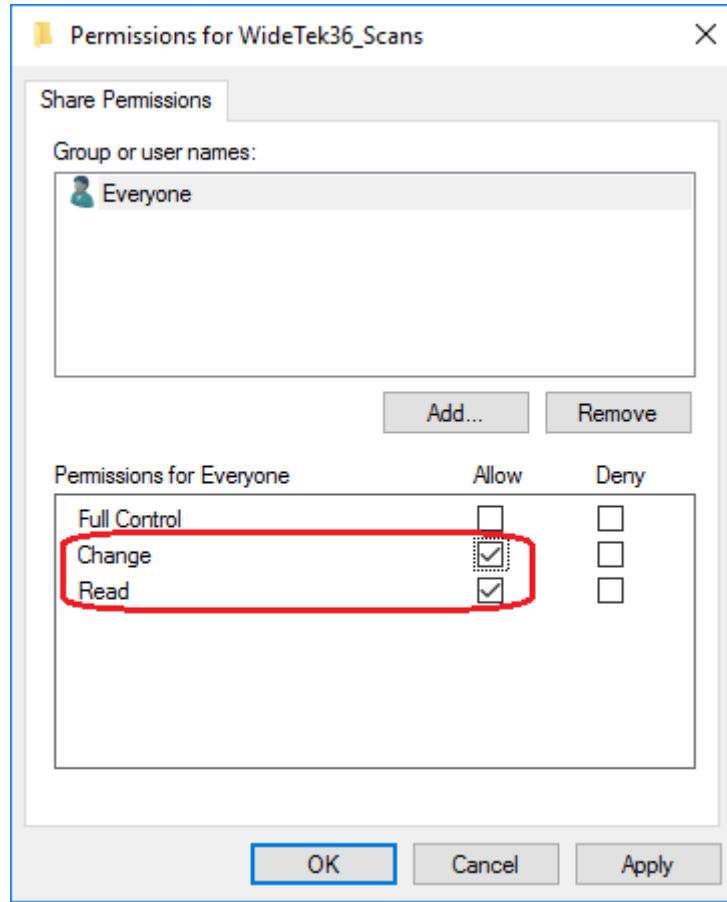 Permissions for WideTek36_Scans
Share Permissions
Group or user names:
Everyone
Add... Remove
Permissions for Everyone Allow Deny
Full Control
Change
Read
OK Cancel Apply